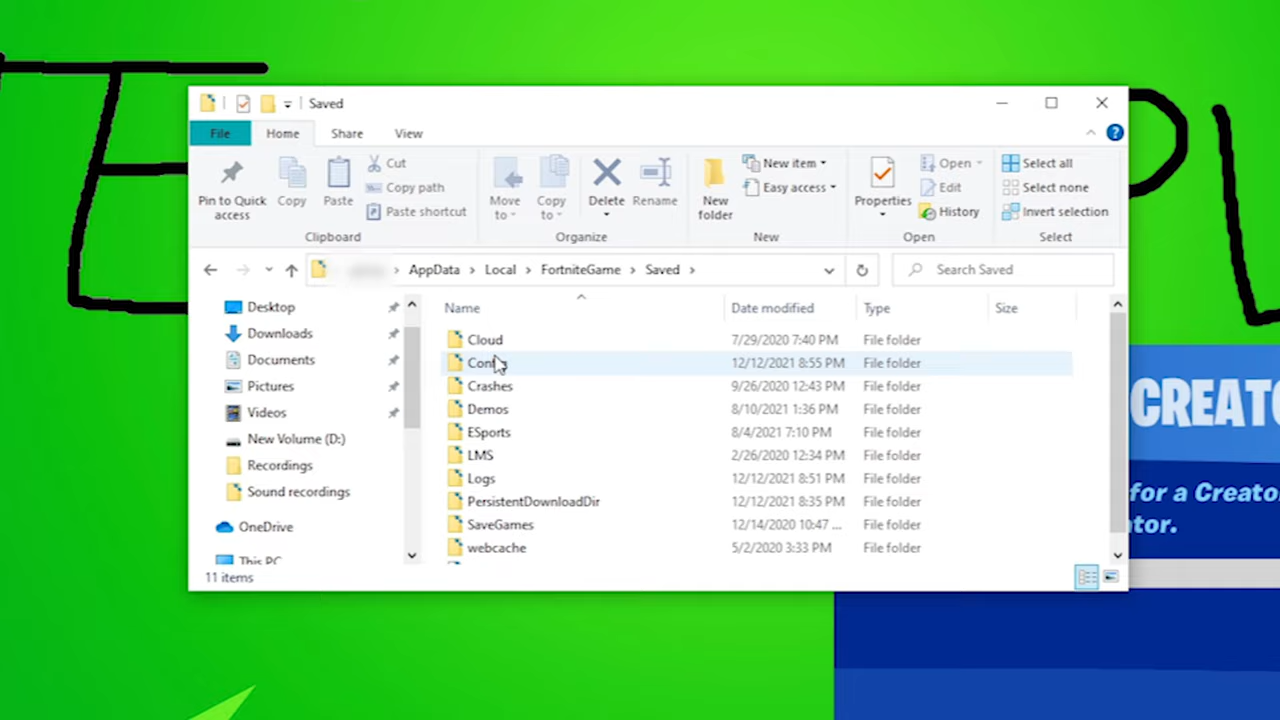 Saved
File Home Share View
Pin to Quick access
Copy
Paste
Cut
Copy path
Paste shortcut
Clipboard
Move to
Copy to
Delete
Rename
Organize
New folder
New item
Easy access
New
Properties
Open
Edit
History
Open
Select all
Select none
Invert selection
Select
AppData > Local > FortniteGame > Saved >
Search Saved
Desktop
Downloads
Documents
Pictures
Videos
New Volume (D:)
Recordings
Sound recordings
OneDrive
This PC
Name Date modified Type Size
Cloud 7/29/2020 7:40 PM File folder
12/12/2021 8:55 PM File folder
Crashes 9/26/2020 12:43 PM File folder
Demos 8/10/2021 1:36 PM File folder
ESports 8/4/2021 7:10 PM File folder
LMS 2/26/2020 12:34 PM File folder
Logs 12/12/2021 8:51 PM File folder
PersistentDownloadDir 12/12/2021 8:35 PM File folder
SaveGames 12/14/2020 10:47 ... File folder
webcache 5/2/2020 3:33 PM File folder
11 items
for a